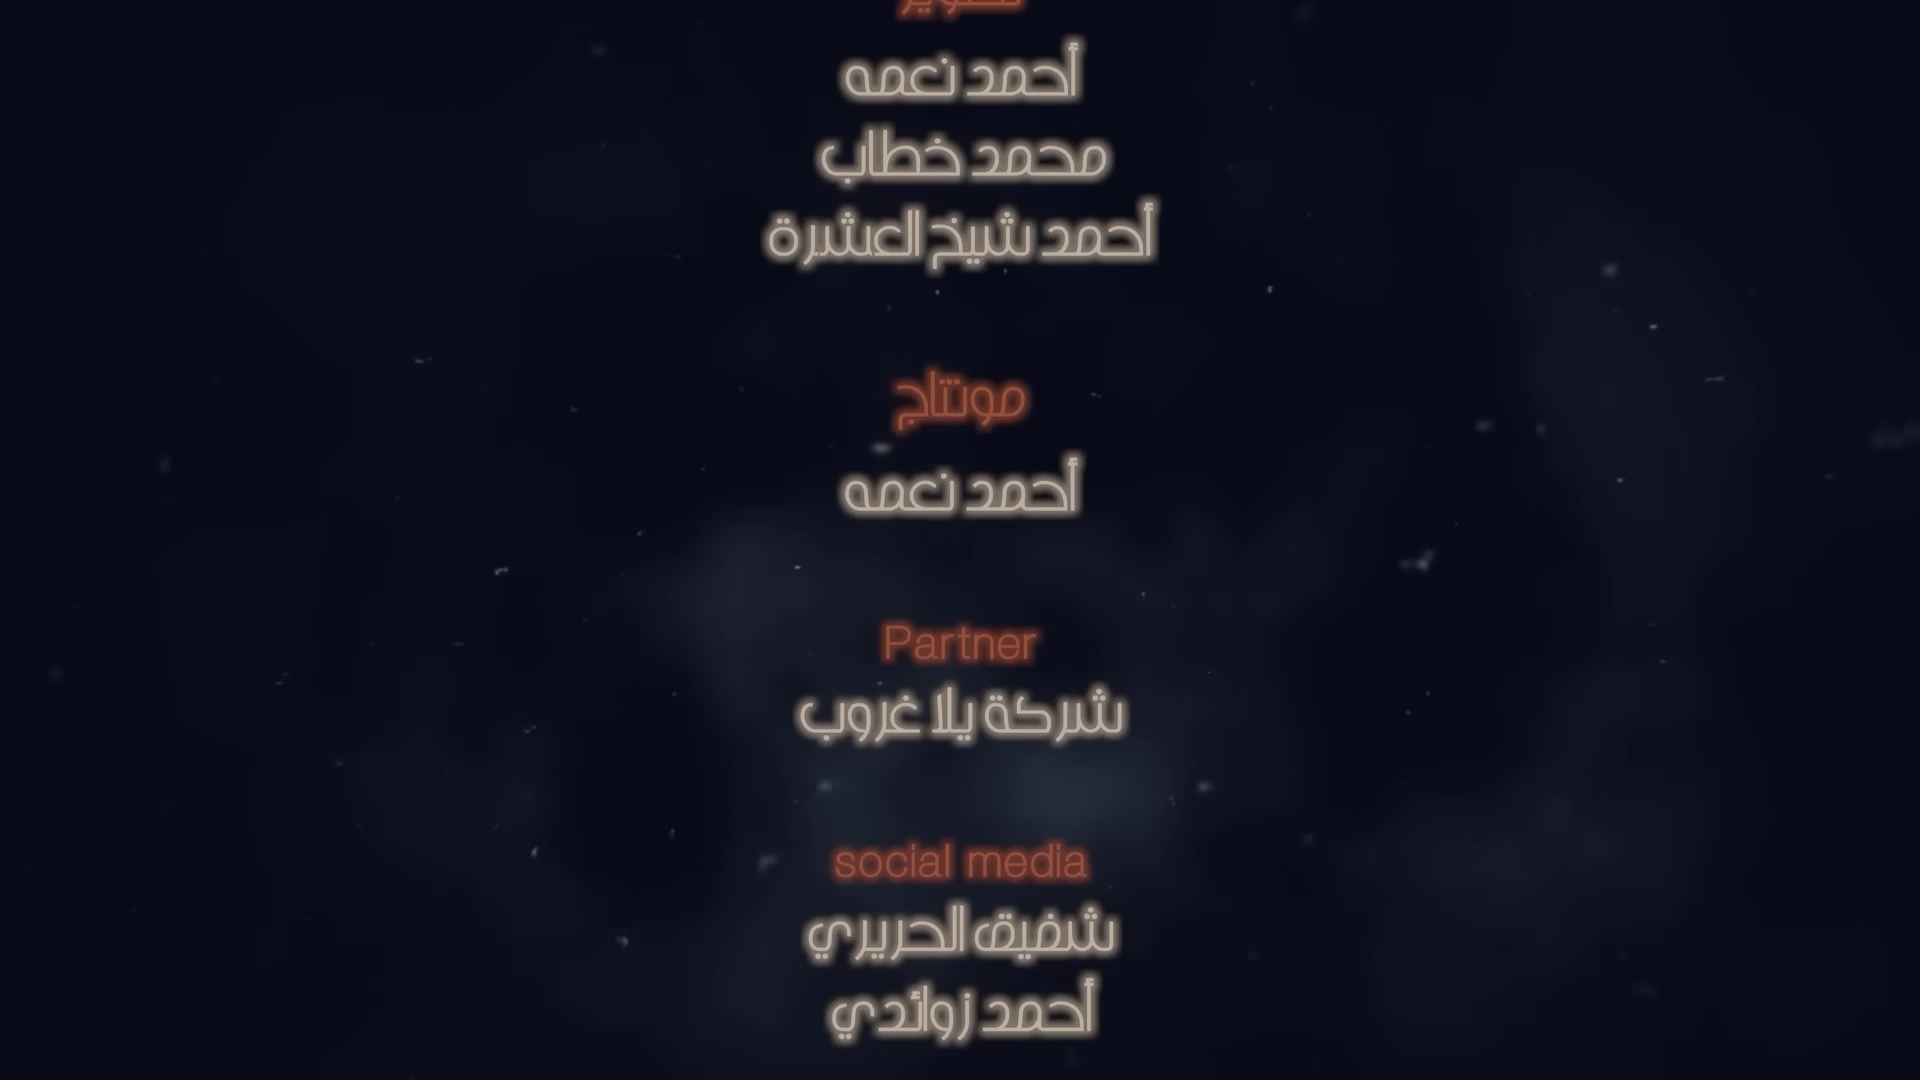 تصوير
أحمد نعمه
محمد خطاب
أحمد شيخ العشرة
مونتاج
أحمد نعمه
Partner
شركة يلا غروب
social media
شفيق الحريري
أحمد زوائدي